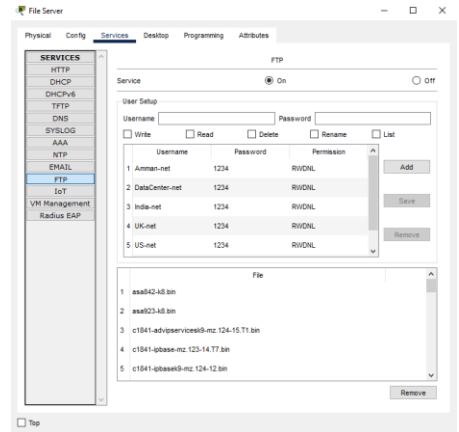 File Server
Physical Config Services Desktop Programming Attributes
SERVICES
HTTP
DHCP
DHCPv6
TFTP
DNS
SYSLOG
AAA
NTP
EMAIL
FTP
IoT
VM Management
Radius EAP
FTP
Service On Off
User Setup
Username Password
Write Read Delete Rename List
Username Password Permission
1 Amman-net 1234 RWDNL
2 DataCenter-net 1234 RWDNL
3 India-net 1234 RWDNL
4 UK-net 1234 RWDNL
5 US-net 1234 RWDNL
Add
Save
Remove
File
1 asa842-k8.bin
2 asa923-k8.bin
3 c1841-advipservicesk9-mz.124-15.T1.bin
4 c1841-ipbase-mz.123-14.T7.bin
5 c1841-ipbasek9-mz.124-12.bin
Remove
Top